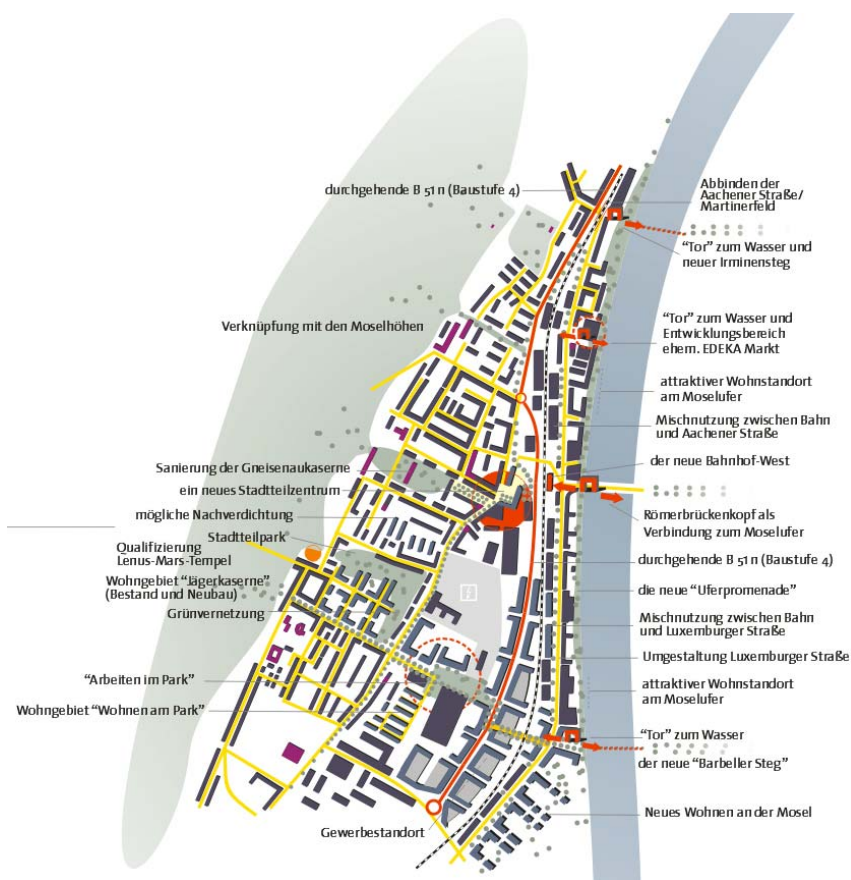 durchgehende B 51 n (Baustufe 4)
Verknüpfung mit den Moselhöhen
Sanierung der Gneisenaukaserne
ein neues Stadtteilzentrum
mögliche Nachverdichtung
Stadtteilpark
Qualifizierung
Lenus-Mars-Tempel
Wohngebiet "Jägerkaserne"
(Bestand und Neubau)
Grünvernetzung
"Arbeiten im Park"
Wohngebiet "Wohnen am Park"
Gewerbestandort
Abbinden der
Aachener Straße/
Martinerfeld
"Tor" zum Wasser und
neuer Irminensteg
"Tor" zum Wasser und
Entwicklungsbereich
ehem. EDEKA Markt
attraktiver Wohnstandort
am Moselufer
Mischnutzung zwischen Bahn
und Aachener Straße
der neue Bahnhof-West
Römerbrückenkopf als
Verbindung zum Moselufer
durchgehende B 51 n (Baustufe 4)
die neue "Uferpromenade"
Mischnutzung zwischen Bahn
und Luxemburger Straße
Umgestaltung Luxemburger Straße
attraktiver Wohnstandort
am Moselufer
"Tor" zum Wasser
der neue "Barbeller Steg"
Neues Wohnen an der Mosel